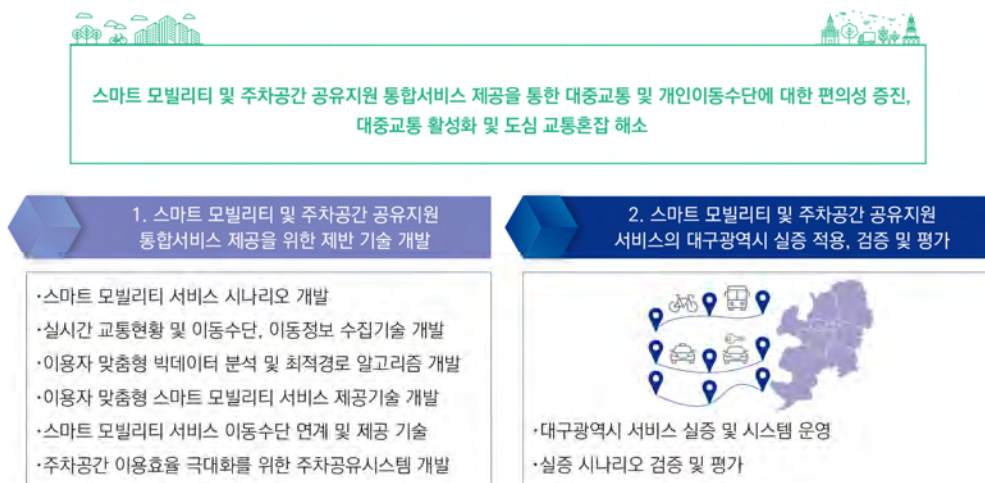 스마트 모빌리티 및 주차공간 공유지원 통합서비스 제공을 통한 대중교통 및 개인이동수단에 대한 편의성 증진,
대중교통 활성화 및 도심 교통혼잡 해소
1. 스마트 모빌리티 및 주차공간 공유지원
통합서비스 제공을 위한 제반 기술 개발
·스마트 모빌리티 서비스 시나리오 개발
·실시간 교통현황 및 이동수단, 이동정보 수집기술 개발
·이용자 맞춤형 빅데이터 분석 및 최적경로 알고리즘 개발
·이용자 맞춤형 스마트 모빌리티 서비스 제공기술 개발
·스마트 모빌리티 서비스 이동수단 연계 및 제공 기술
·주차공간 이용효율 극대화를 위한 주차공유시스템 개발
2. 스마트 모빌리티 및 주차공간 공유지원
서비스의 대구광역시 실증 적용, 검증 및 평가
·대구광역시 서비스 실증 및 시스템 운영
·실증 시나리오 검증 및 평가